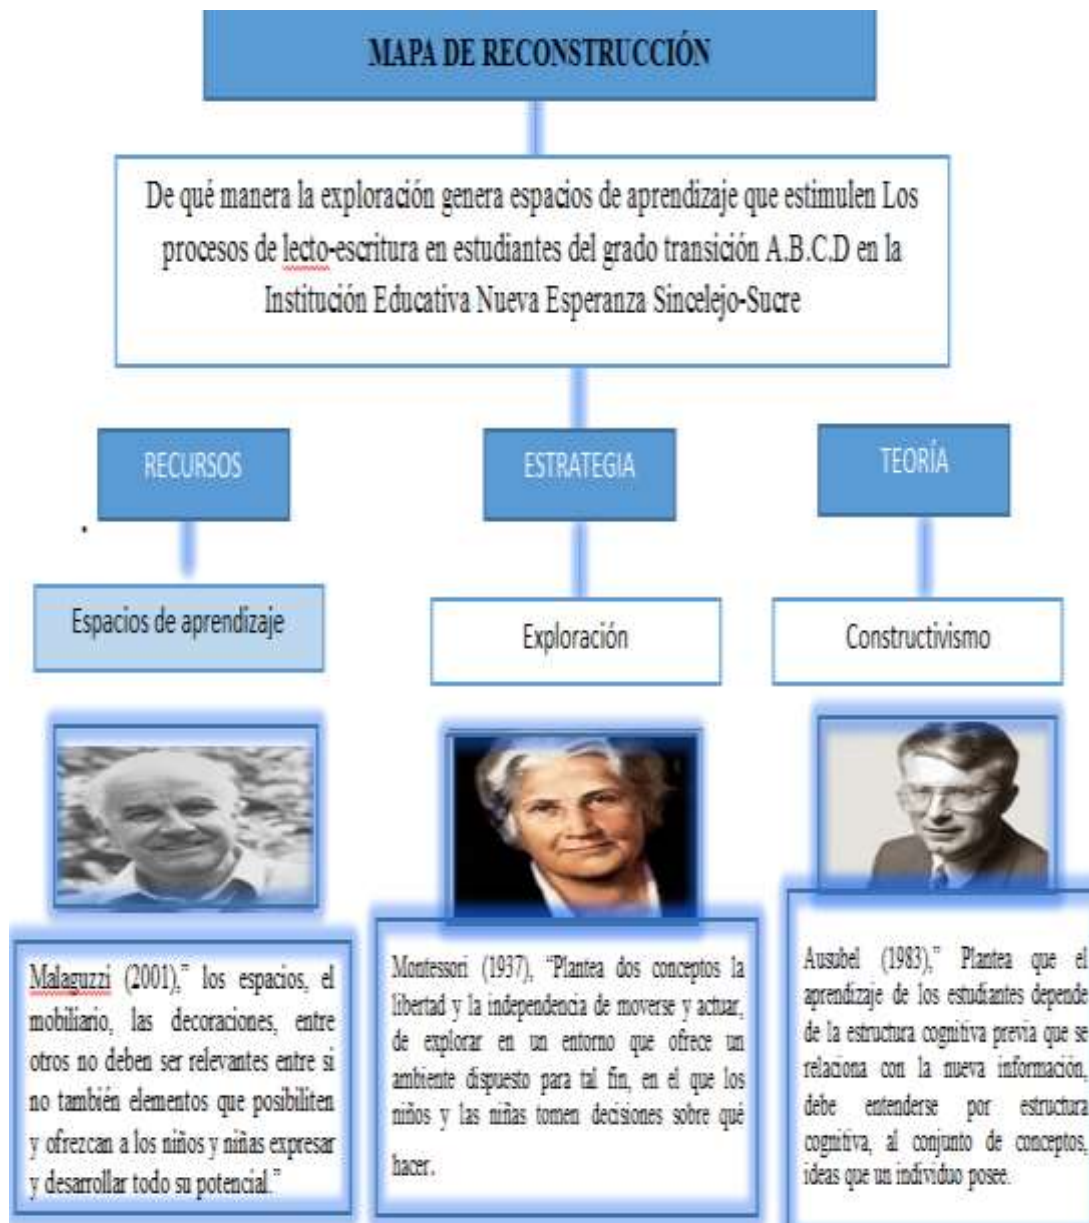 MAPA DE RECONSTRUCCIÓN
De qué manera la exploración genera espacios de aprendizaje que estimulen Los
procesos de lecto-escritura en estudiantes del grado transición A.B.C.D en la
Institución Educativa Nueva Esperanza Sincelejo-Sucre
RECURSOS
ESTRATEGIA
TEORÍA
Espacios de aprendizaje
Exploración
Constructivismo
Malaguzzi (2001),” los espacios, el
mobiliario, las decoraciones, entre
otros no deben ser relevantes entre si
no también elementos que posibiliten
y ofrezcan a los niños y niñas expresar
y desarrollar todo su potencial.”
Montessori (1937), “Plantea dos conceptos la
libertad y la independencia de moverse y actuar,
de explorar en un entorno que ofrece un
ambiente dispuesto para tal fin, en el que los
niños y las niñas tomen decisiones sobre qué
hacer.
Ausubel (1983),” Plantea que el
aprendizaje de los estudiantes depende
de la estructura cognitiva previa que se
relaciona con la nueva información,
debe entenderse por estructura
cognitiva, al conjunto de conceptos,
ideas que un individuo posee.